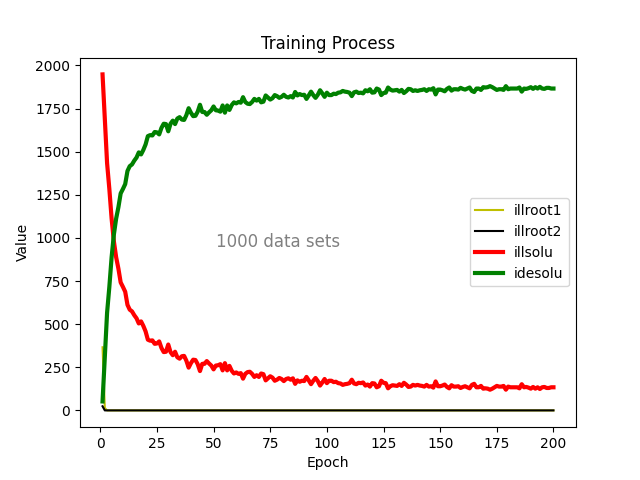 Training Process
2000
1750
1500
1250
1000
750
500
250
0
Value
1000 data sets
illroot1
illroot2
illsolu
idesolu
0 25 50 75 100 125 150 175 200
Epoch